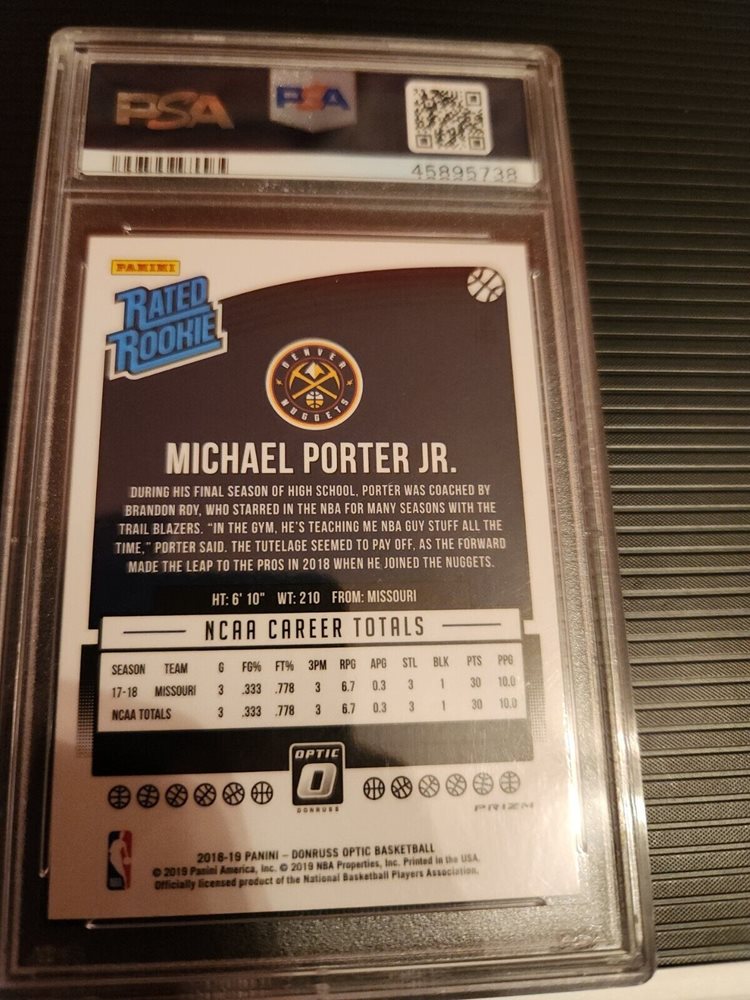 PSA PSA
45895738
PANINI
RATED
ROOKIE
DENVER
NUGGETS
MICHAEL PORTER JR.
DURING HIS FINAL SEASON OF HIGH SCHOOL, PORTER WAS COACHED BY
BRANDON ROY, WHO STARRED IN THE NBA FOR MANY SEASONS WITH THE
TRAIL BLAZERS. "IN THE GYM, HE'S TEACHING ME NBA GUY STUFF ALL THE
TIME," PORTER SAID. THE TUTELAGE SEEMED TO PAY OFF, AS THE FORWARD
MADE THE LEAP TO THE PROS IN 2018 WHEN HE JOINED THE NUGGETS.
HT: 6' 10" WT: 210 FROM: MISSOURI
NCAA CAREER TOTALS
SEASON TEAM G FG% FT% 3PM RPG APG STL BLK PTS PPG
17-18 MISSOURI 3 .333 .778 3 6.7 0.3 3 1 30 10.0
NCAA TOTALS 3 .333 .778 3 6.7 0.3 3 1 30 10.0
OPTIC
O
DONRUSS
PRIZM
2018-19 PANINI – DONRUSS OPTIC BASKETBALL
© 2019 Panini America, Inc. © 2019 NBA Properties, Inc. Printed in the USA.
Officially licensed product of the National Basketball Players Association.